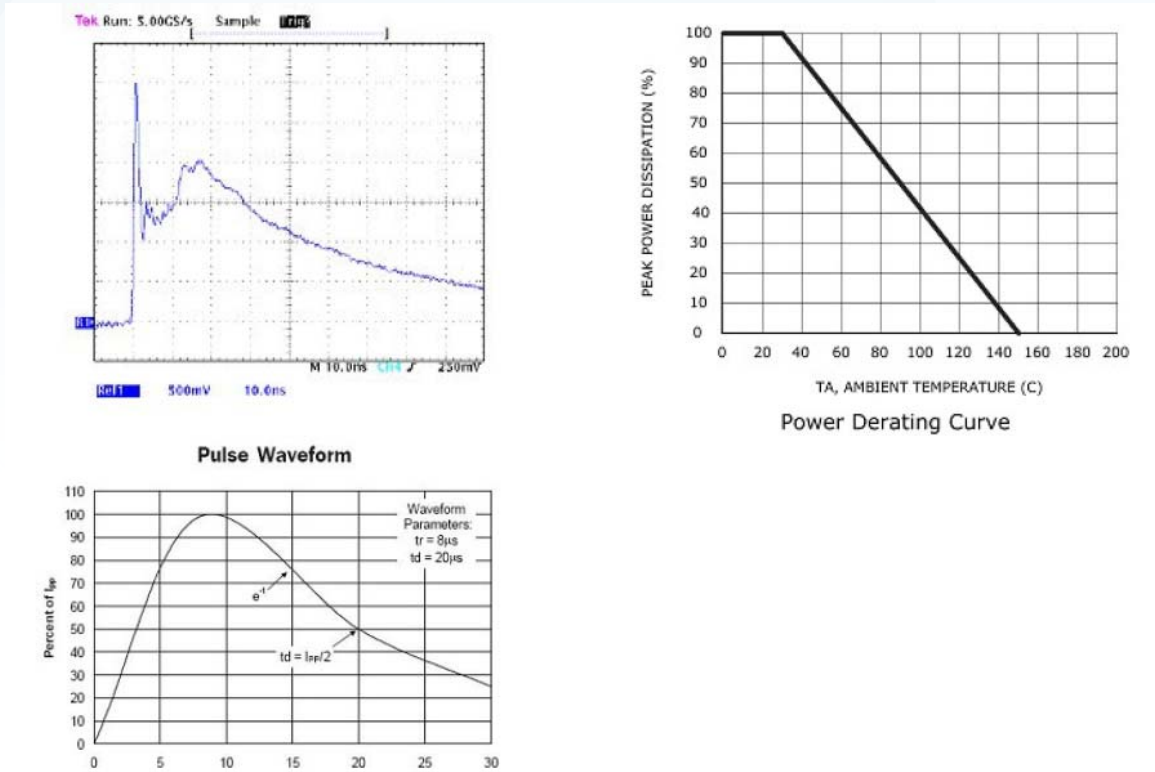 Tek Run: 5.00GS/s Sample Trig?
M 10.0ns Ch4 250mV
Ref1 500mV 10.0ns
PEAK POWER DISSIPATION (%)
100
90
80
70
60
50
40
30
20
10
0
0 20 40 60 80 100 120 140 160 180 200
TA, AMBIENT TEMPERATURE (C)
Power Derating Curve
Pulse Waveform
Percent of Ipp
110
100
90
80
70
60
50
40
30
20
10
0
Waveform
Parameters:
tr = 8µs
td = 20µs
e-t
td = IPP/2
0 5 10 15 20 25 30